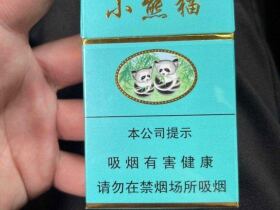 小熊猫
本公司提示
吸烟有害健康
请勿在禁烟场所吸烟